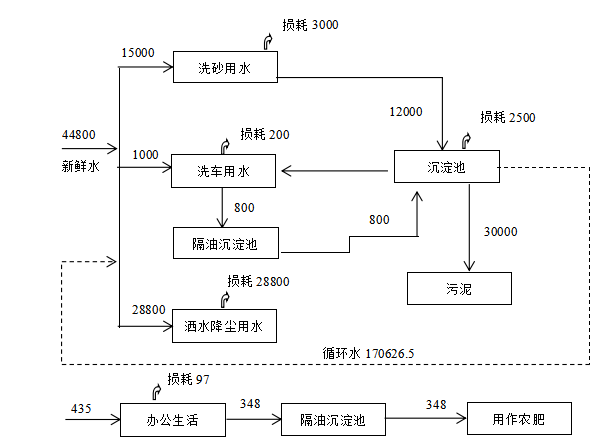 损耗 3000
15000
洗砂用水
12000
损耗 2500
44800
新鲜水
损耗 200
1000
洗车用水
沉淀池
800
800
隔油沉淀池
30000
损耗 28800
污泥
28800
洒水降尘用水
循环水 170626.5
损耗 97
435
办公生活
348
隔油沉淀池
348
用作农肥